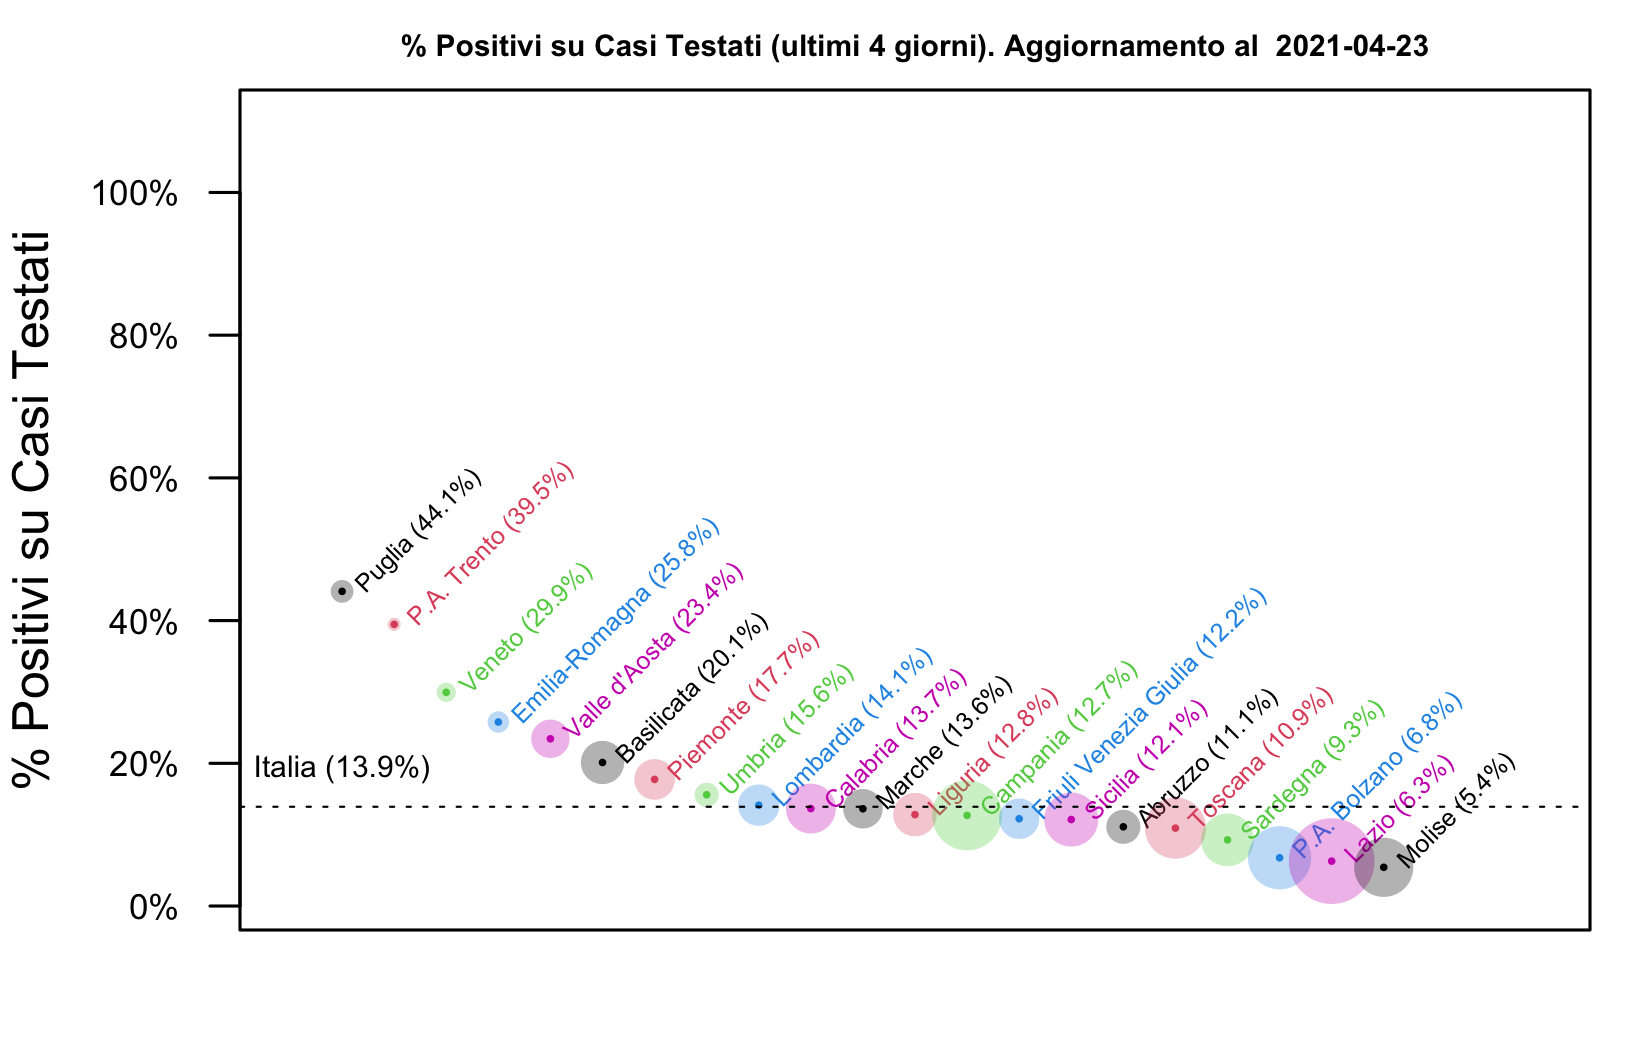 % Positivi su Casi Testati (ultimi 4 giorni). Aggiornamento al  2021-04-23
% Positivi su Casi Testati
100%
80%
60%
40%
20%
0%
Italia (13.9%)
Puglia (44.1%)
P.A. Trento (39.5%)
Veneto (29.9%)
Emilia-Romagna (25.8%)
Valle d'Aosta (23.4%)
Basilicata (20.1%)
Piemonte (17.7%)
Umbria (15.6%)
Lombardia (14.1%)
Calabria (13.7%)
Marche (13.6%)
Liguria (12.8%)
Campania (12.7%)
Friuli Venezia Giulia (12.2%)
Sicilia (12.1%)
Abruzzo (11.1%)
Toscana (10.9%)
Sardegna (9.3%)
P.A. Bolzano (6.8%)
Lazio (6.3%)
Molise (5.4%)